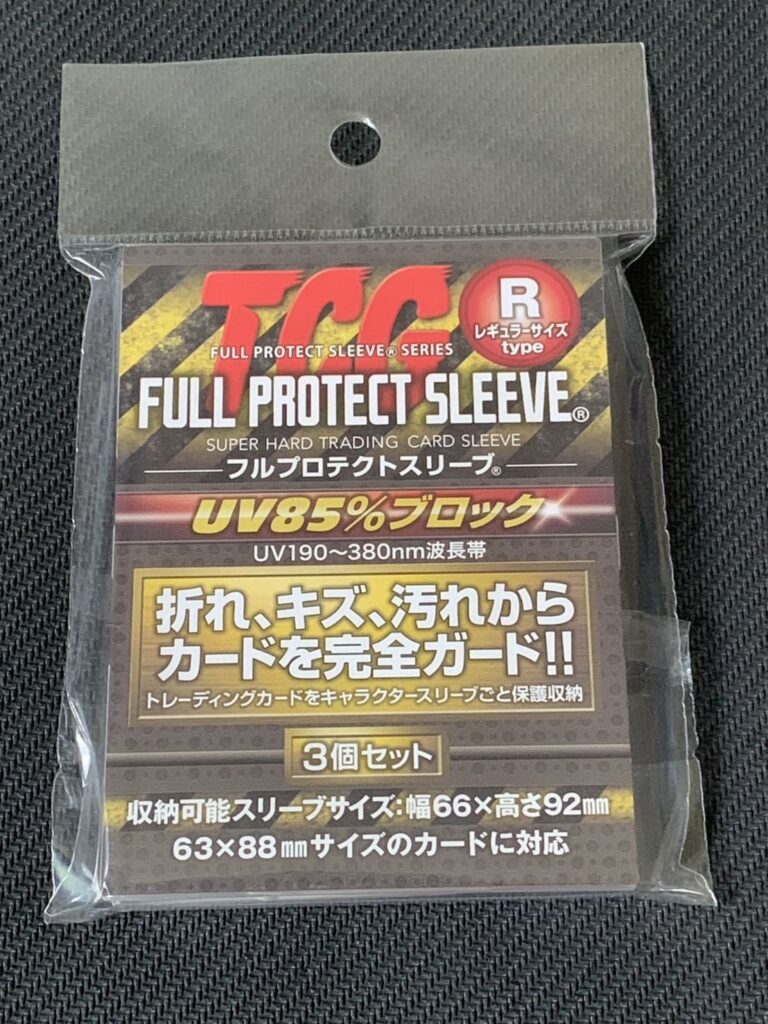 TCG
R
レギュラーサイズ
type
FULL PROTECT SLEEVE® SERIES
FULL PROTECT SLEEVE®
SUPER HARD TRADING CARD SLEEVE
フルプロテクトスリーブ®
UV85%ブロック
UV190〜380nm波長帯
折れ、キズ、汚れから
カードを完全ガード!!
トレーディングカードをキャラクタースリーブごと保護収納
3個セット
収納可能スリーブサイズ:幅66×高さ92㎜
63×88㎜サイズのカードに対応